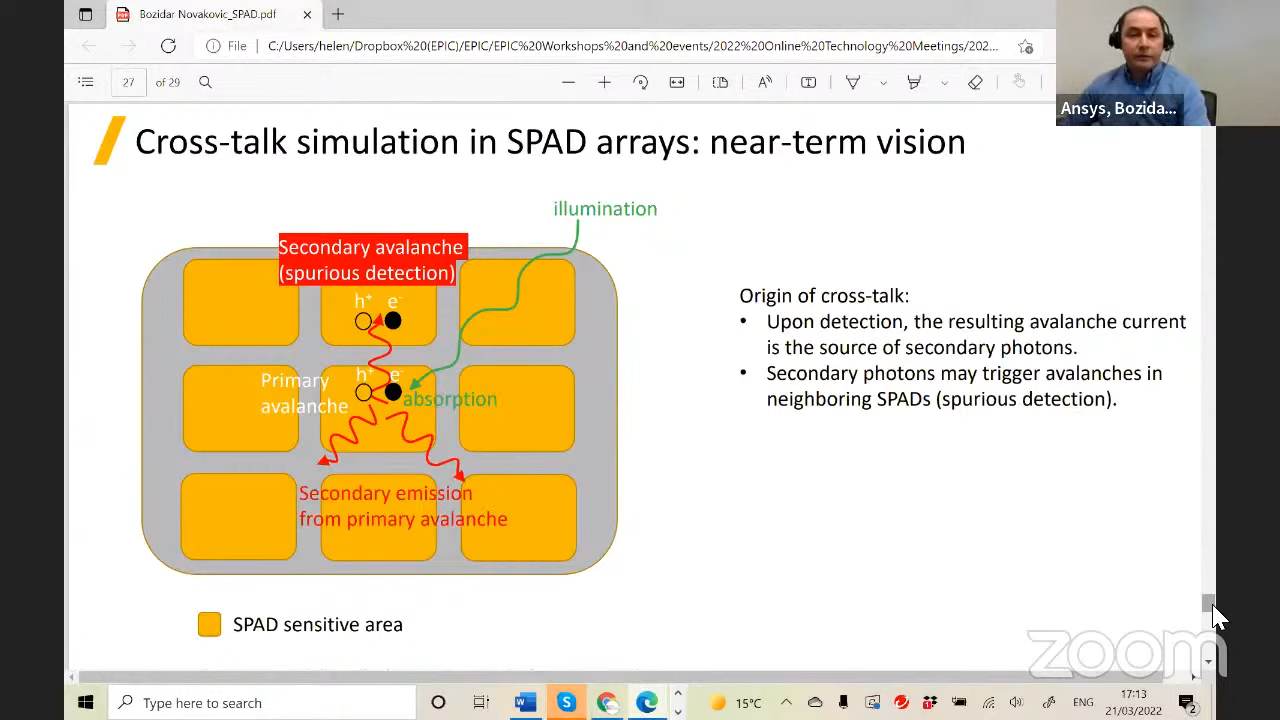 Bozidar Novakovic_SPAD.pdf
File
C:/Users/helen/Dropbox%20(EPIC)/EPIC/EPIC%20Workshops%20and%20events/2022%20Online%20Technology%20Meetings/202...
27
of 29
Ansys, Bozida...
Cross-talk simulation in SPAD arrays: near-term vision
illumination
Secondary avalanche
(spurious detection)
h+ e-
Primary
avalanche
h+ e-
absorption
Secondary emission
from primary avalanche
SPAD sensitive area
Origin of cross-talk:
• Upon detection, the resulting avalanche current
is the source of secondary photons.
• Secondary photons may trigger avalanches in
neighboring SPADs (spurious detection).
zoom
Type here to search
15°C
ENG
17:13
21/03/2022
2